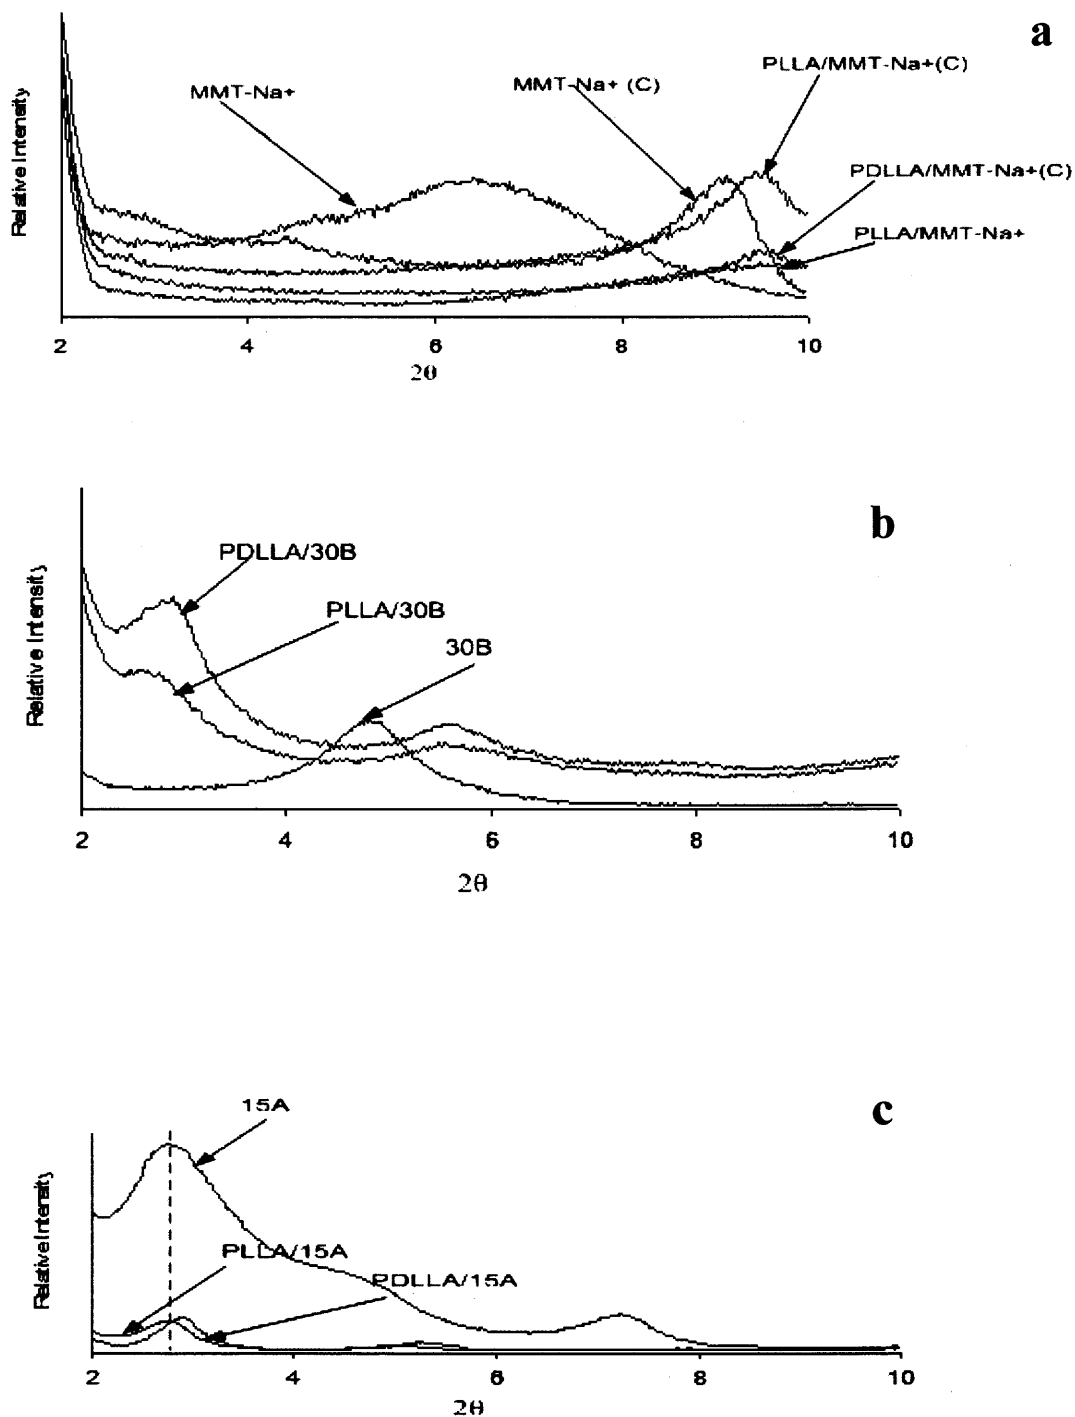 a
PLLA/MMT-Na+(C)
MMT-Na+ (C)
MMT-Na+
Relative Intensity
PDLLA/MMT-Na+(C)
PLLA/MMT-Na+
2 4 6 8 10
2θ
b
PDLLA/30B
PLLA/30B
30B
Relative Intensity
2 4 6 8 10
2θ
c
15A
Relative Intensity
PLLA/15A
PDLLA/15A
2 4 6 8 10
2θ